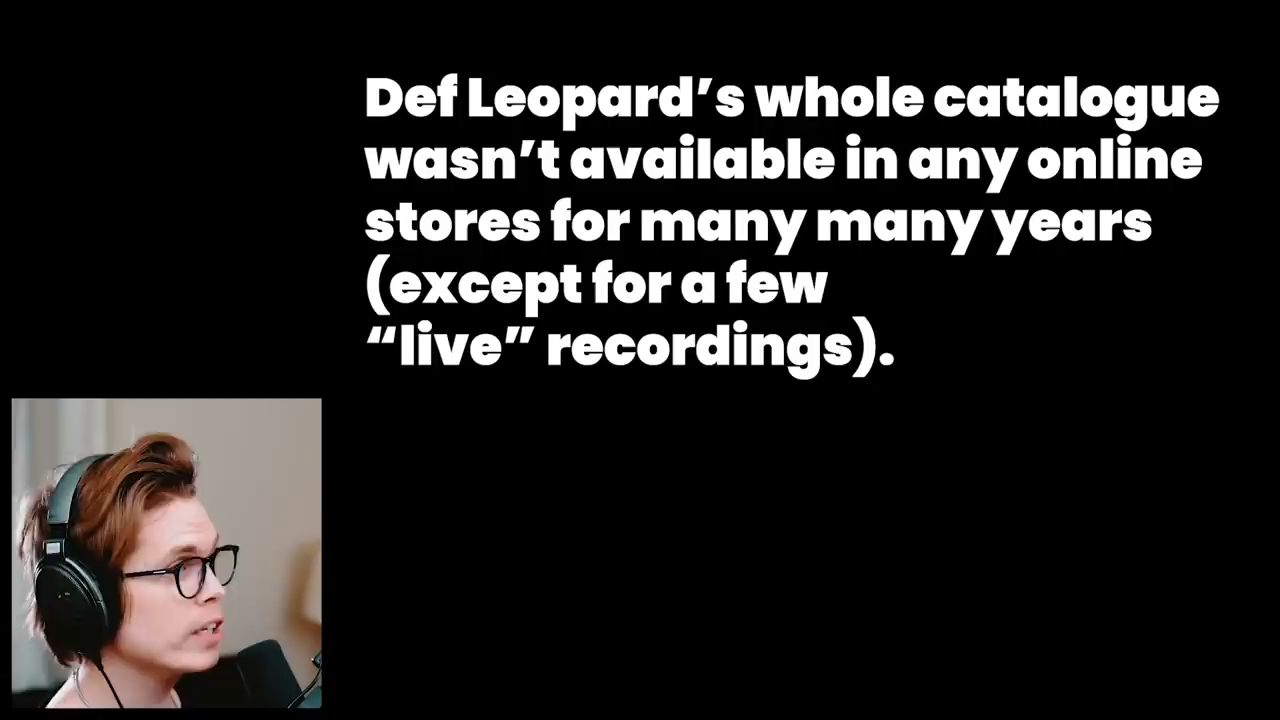 Def Leopard’s whole catalogue
wasn’t available in any online
stores for many many years
(except for a few
“live” recordings).